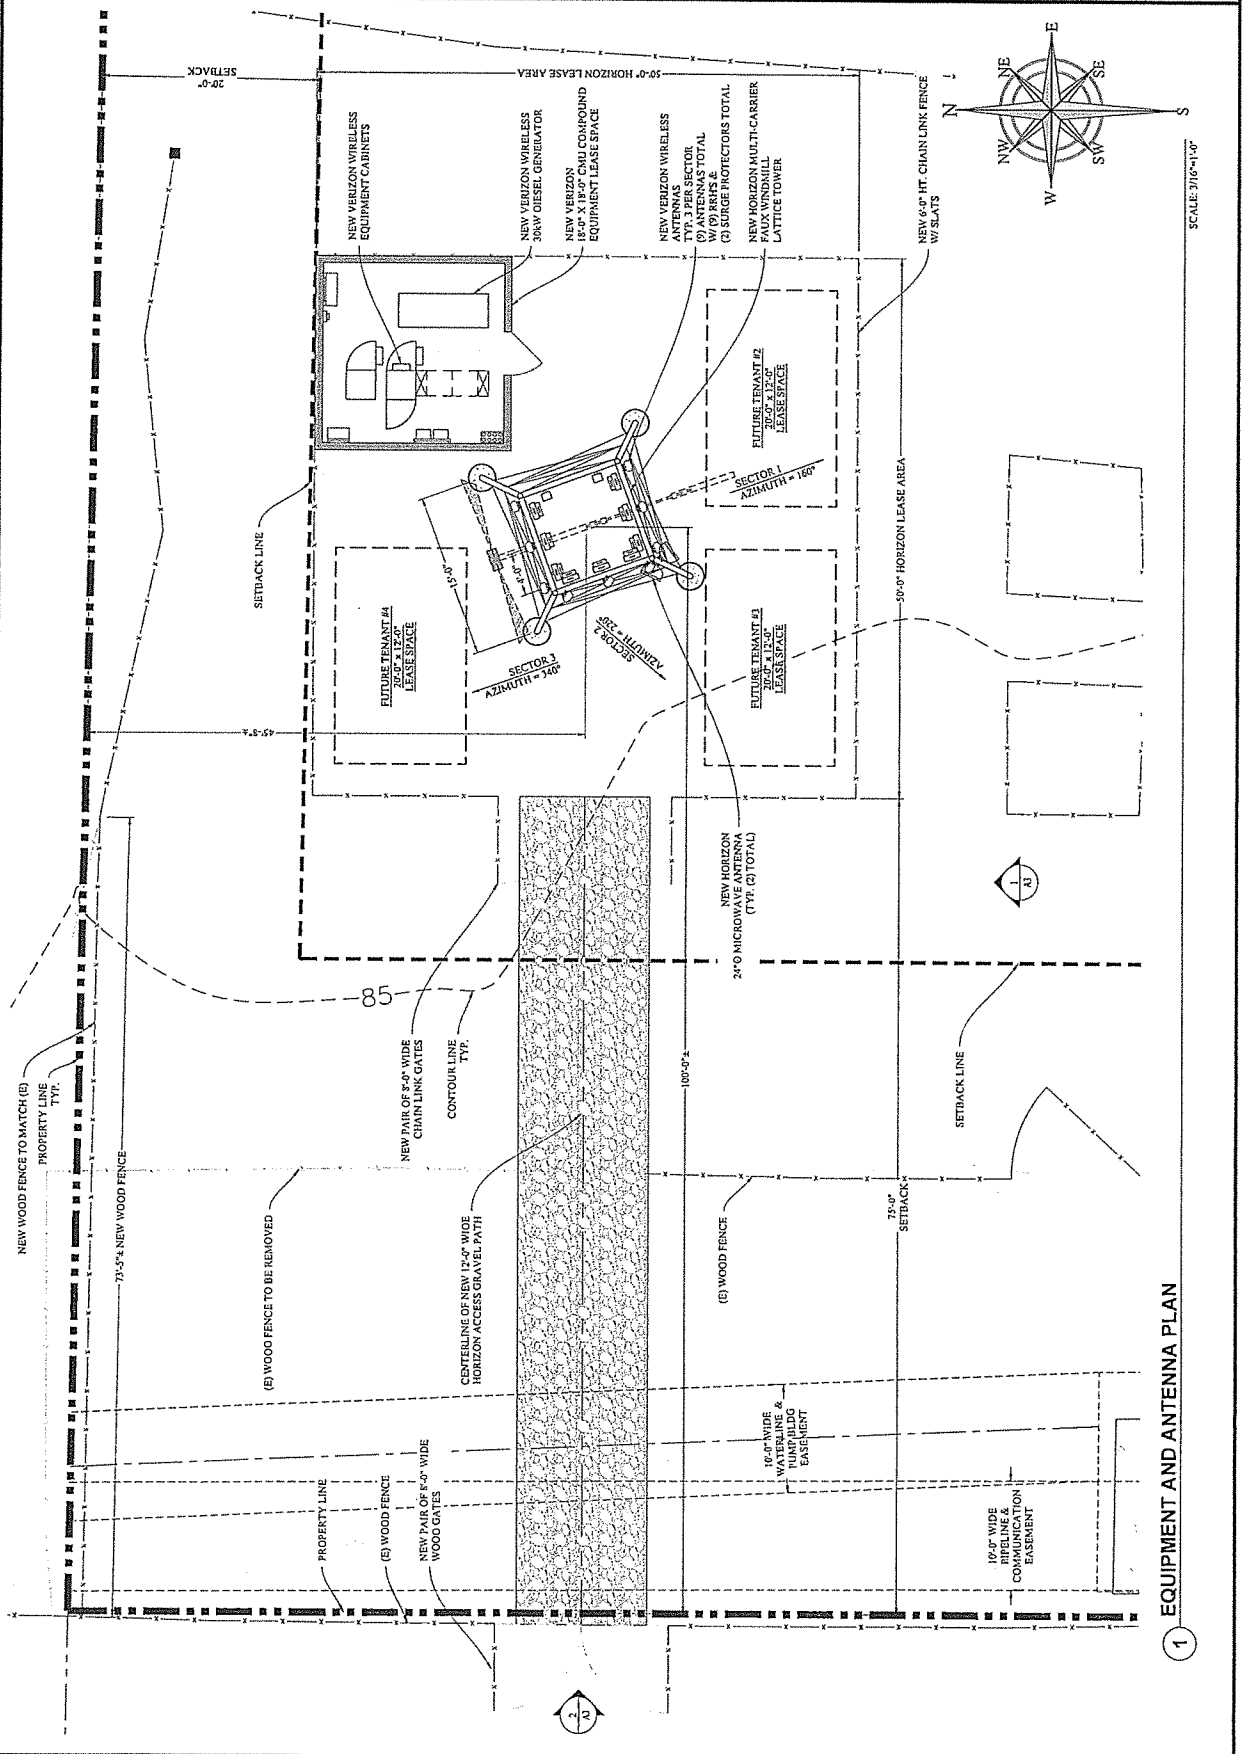 NEW WOOD FENCE TO MATCH (E)
PROPERTY LINE
TYP.
73'-5"± NEW WOOD FENCE
(E) WOOD FENCE TO BE REMOVED
PROPERTY LINE
(E) WOOD FENCE
NEW PAIR OF 8'-0" WIDE
WOOD GATES
CENTERLINE OF NEW 12'-0" WIDE
HORIZON ACCESS GRAVEL PATH
NEW PAIR OF 8'-0" WIDE
CHAIN LINK GATES
CONTOUR LINE
TYP.
85
SETBACK LINE
45'-8"±
20'-0"
SETBACK
50'-0" HORIZON LEASE AREA
NEW VERIZON WIRELESS
EQUIPMENT CABINETS
NEW VERIZON WIRELESS
30kW DIESEL GENERATOR
NEW VERIZON
18'-0" X 18'-0" CMU COMPOUND
EQUIPMENT LEASE SPACE
NEW VERIZON WIRELESS
ANTENNAS
TYP. 3 PER SECTOR
(9) ANTENNAS TOTAL
W/ (9) RRH'S &
(2) SURGE PROTECTORS TOTAL
NEW HORIZON MULTI-CARRIER
FAUX WINDMILL
LATTICE TOWER
NEW 6'-0" HT. CHAIN LINK FENCE
W/ SLATS
FUTURE TENANT #4
20'-0" x 12'-0"
LEASE SPACE
15'-0"
SECTOR 3
AZIMUTH = 340°
SECTOR 2
AZIMUTH = 220°
SECTOR 1
AZIMUTH = 160°
FUTURE TENANT #2
20'-0" x 12'-0"
LEASE SPACE
FUTURE TENANT #3
20'-0" x 12'-0"
LEASE SPACE
50'-0" HORIZON LEASE AREA
NEW HORIZON
24"Ø MICROWAVE ANTENNA
(TYP. (2) TOTAL)
100'-0"±
(E) WOOD FENCE
75'-0"
SETBACK
SETBACK LINE
10'-0" WIDE
WATERLINE &
PUMP BLDG
EASEMENT
10'-0" WIDE
PIPELINE &
COMMUNICATION
EASEMENT
1
A3
2
A3
N
NE
E
SE
S
SW
W
NW
1
EQUIPMENT AND ANTENNA PLAN
SCALE: 3/16"=1'-0"